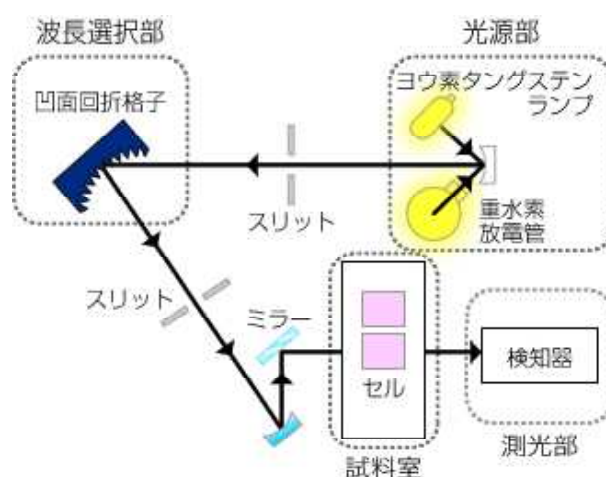 波長選択部
光源部
凹面回折格子
ヨウ素タングステン
ランプ
スリット
重水素
放電管
スリット
ミラー
セル
検知器
試料室
測光部